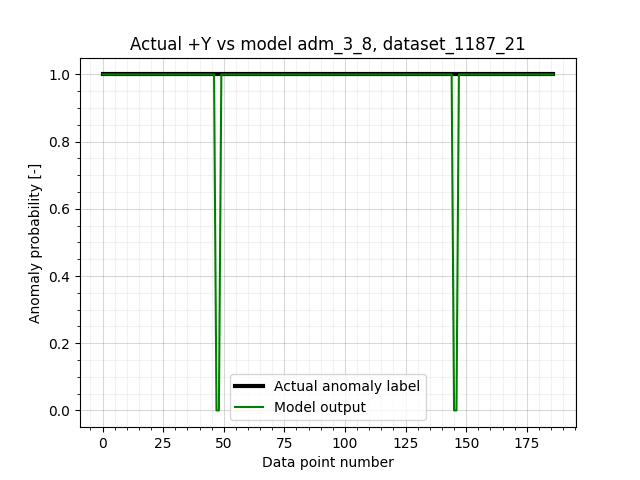 Actual +Y vs model adm_3_8, dataset_1187_21
Anomaly probability [-]
1.0
0.8
0.6
0.4
0.2
0.0
Actual anomaly label
Model output
0 25 50 75 100 125 150 175
Data point number